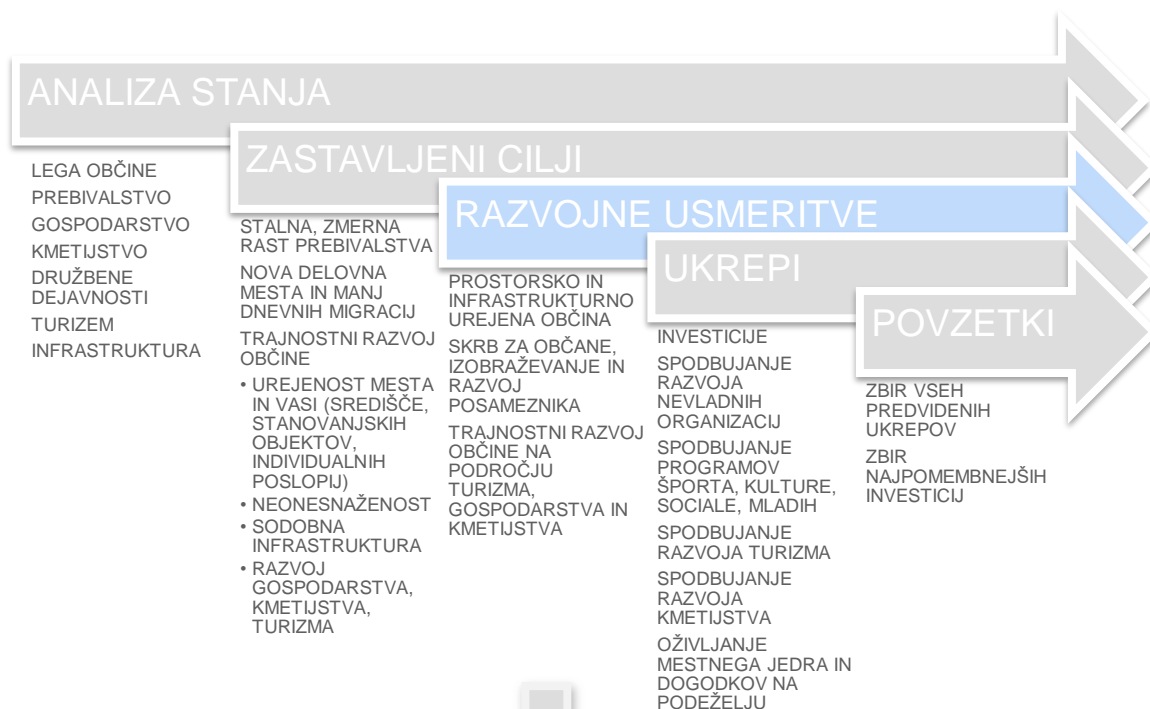 ANALIZA STANJA
LEGA OBČINE
PREBIVALSTVO
GOSPODARSTVO
KMETIJSTVO
DRUŽBENE
DEJAVNOSTI
TURIZEM
INFRASTRUKTURA
ZASTAVLJENI CILJI
STALNA, ZMERNA
RAST PREBIVALSTVA
NOVA DELOVNA
MESTA IN MANJ
DNEVNIH MIGRACIJ
TRAJNOSTNI RAZVOJ
OBČINE
• UREJENOST MESTA
IN VASI (SREDIŠČE,
STANOVANJSKIH
OBJEKTOV,
INDIVIDUALNIH
POSLOPIJ)
• NEONESNAŽENOST
• SODOBNA
INFRASTRUKTURA
• RAZVOJ
GOSPODARSTVA,
KMETIJSTVA,
TURIZMA
RAZVOJNE USMERITVE
PROSTORSKO IN
INFRASTRUKTURNO
UREJENA OBČINA
SKRB ZA OBČANE,
IZOBRAŽEVANJE IN
RAZVOJ
POSAMEZNIKA
TRAJNOSTNI RAZVOJ
OBČINE NA
PODROČJU
TURIZMA,
GOSPODARSTVA IN
KMETIJSTVA
UKREPI
INVESTICIJE
SPODBUJANJE
RAZVOJA
NEVLADNIH
ORGANIZACIJ
SPODBUJANJE
PROGRAMOV
ŠPORTA, KULTURE,
SOCIALE, MLADIH
SPODBUJANJE
RAZVOJA TURIZMA
SPODBUJANJE
RAZVOJA
KMETIJSTVA
OŽIVLJANJE
MESTNEGA JEDRA IN
DOGODKOV NA
PODEŽELJU
POVZETKI
ZBIR VSEH
PREDVIDENIH
UKREPOV
ZBIR
NAJPOMEMBNEJŠIH
INVESTICIJ